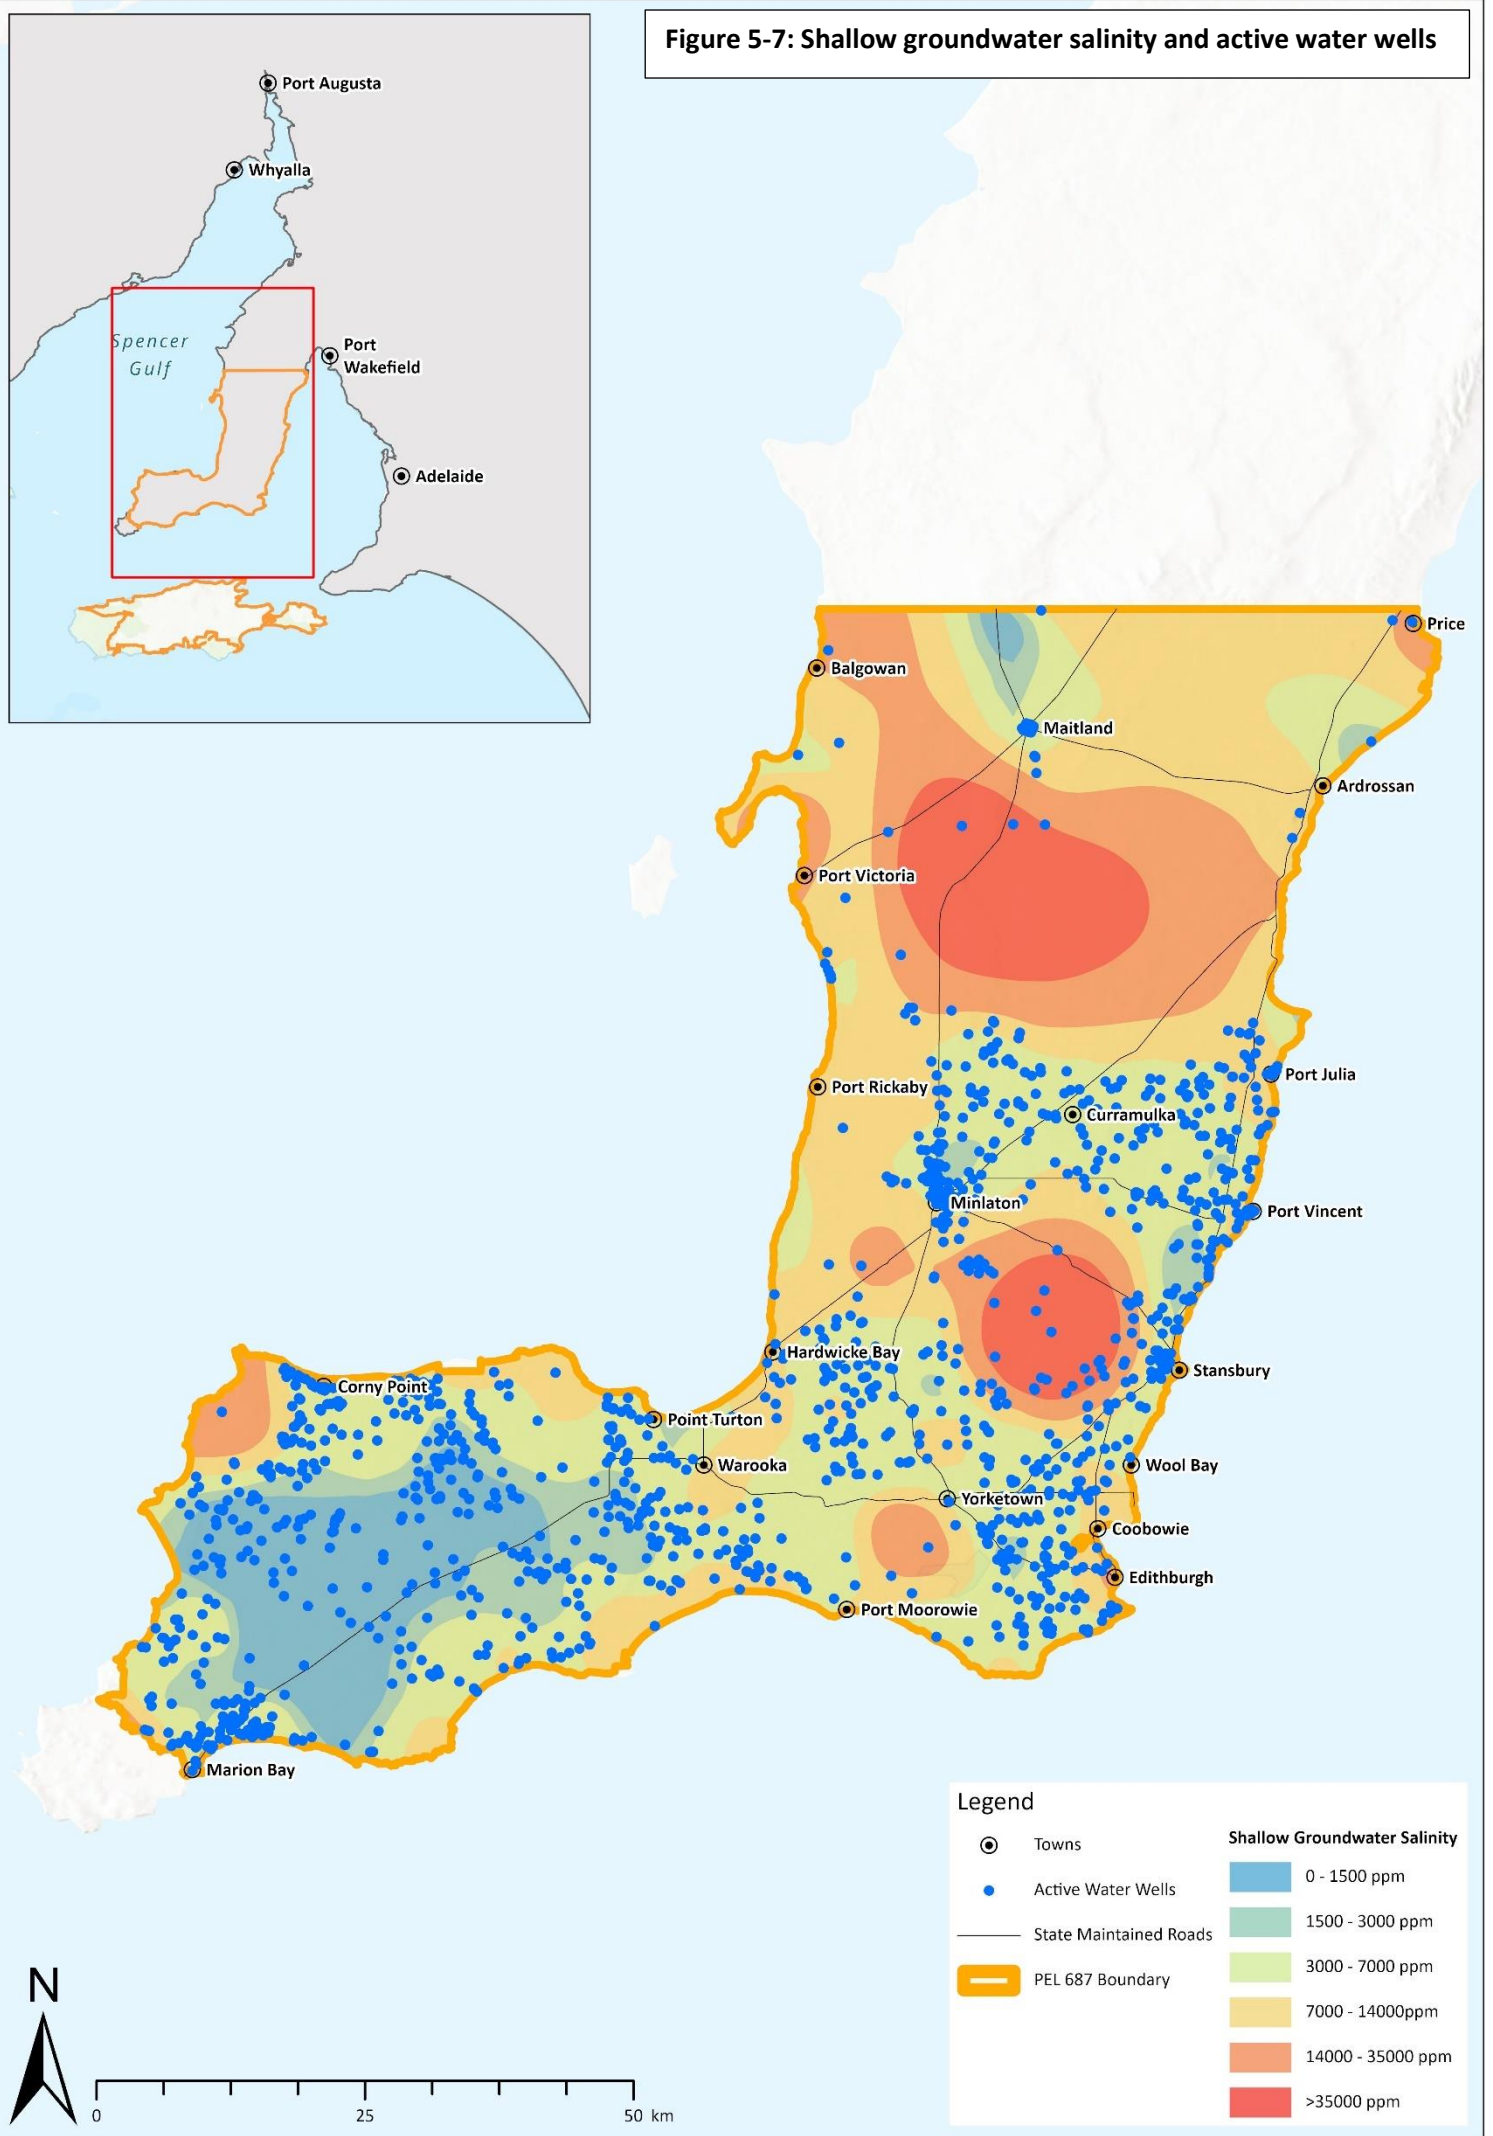 Figure 5-7: Shallow groundwater salinity and active water wells
Port Augusta
Whyalla
Spencer
Gulf
Port
Wakefield
Adelaide
Price
Balgowan
Maitland
Ardrossan
Port Victoria
Port Julia
Port Rickaby
Curramulka
Minlaton
Port Vincent
Hardwicke Bay
Stansbury
Corny Point
Point Turton
Warooka
Wool Bay
Yorketown
Coobowie
Edithburgh
Port Moorowie
Marion Bay
Legend
Towns
Active Water Wells
State Maintained Roads
PEL 687 Boundary
Shallow Groundwater Salinity
0 - 1500 ppm
1500 - 3000 ppm
3000 - 7000 ppm
7000 - 14000ppm
14000 - 35000 ppm
>35000 ppm
N
0 25 50 km